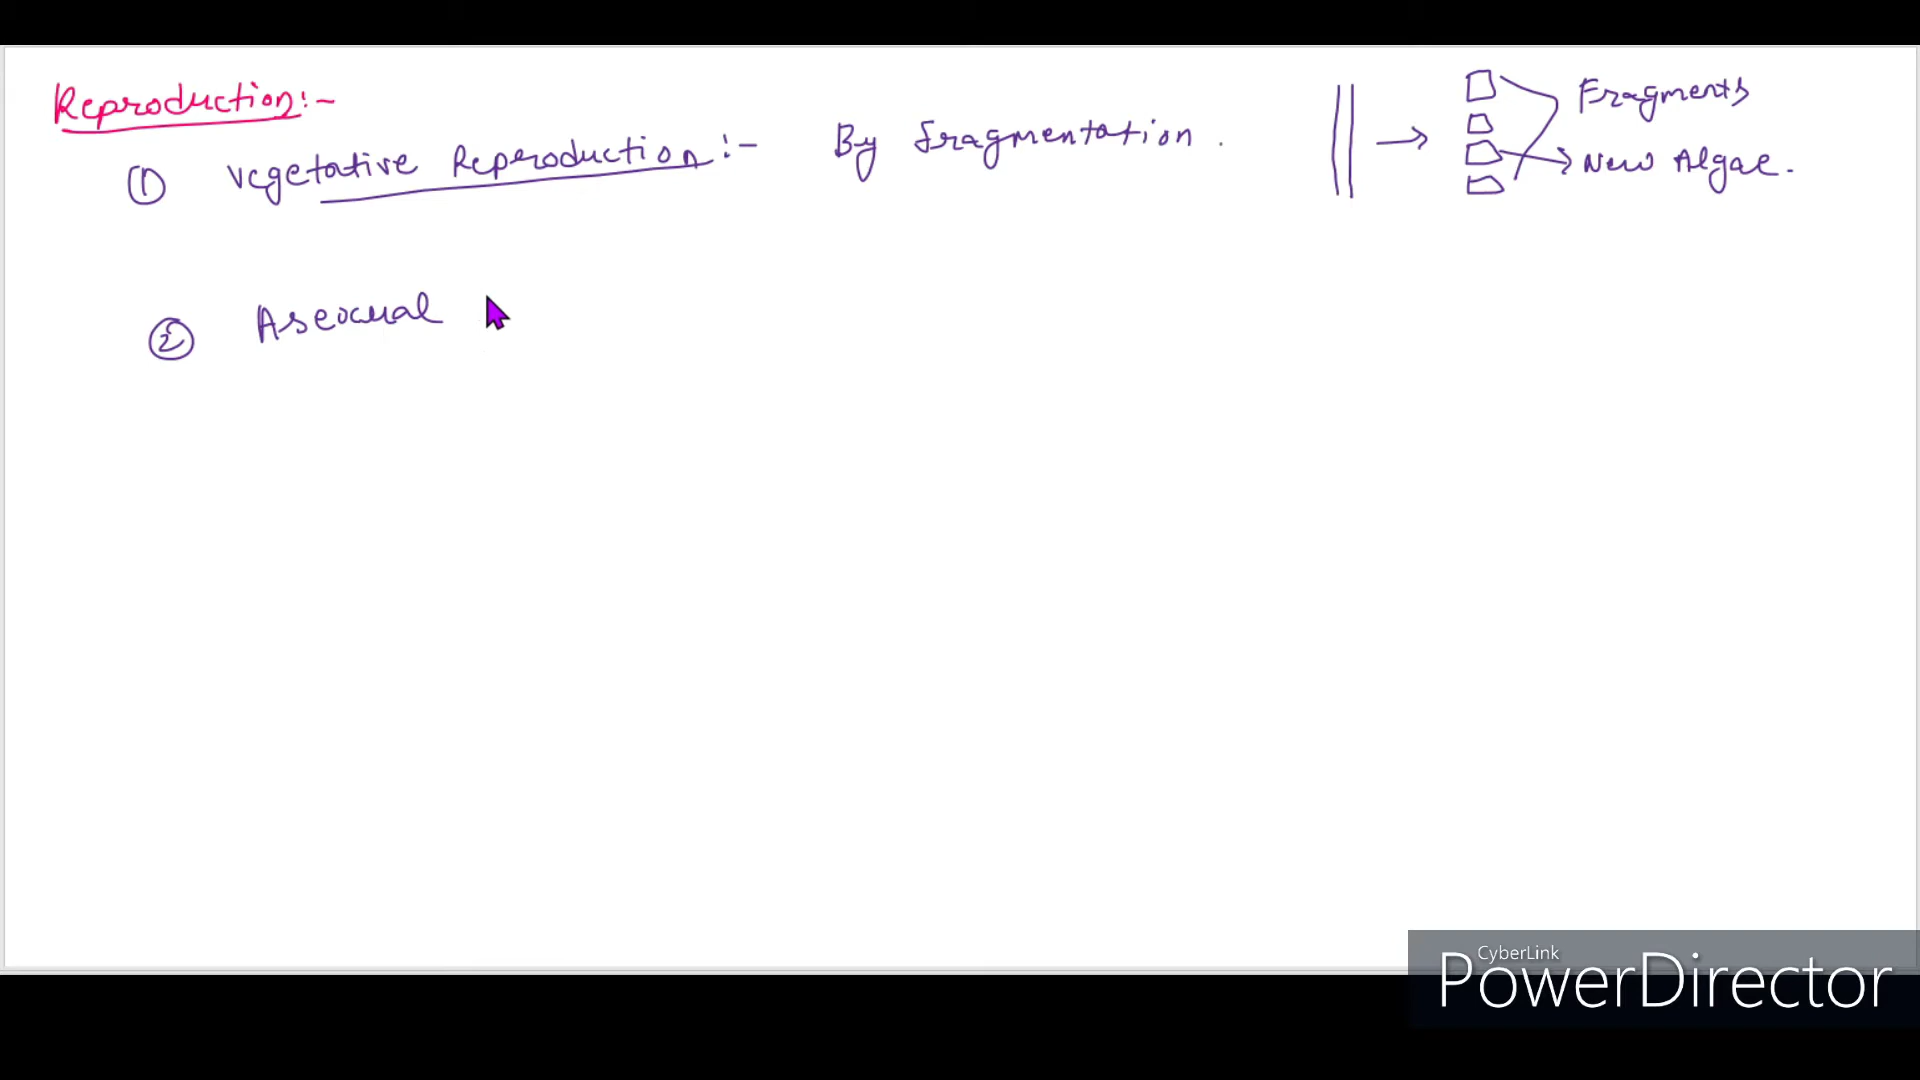 Reproduction:-
① Vegetative Reproduction:- By fragmentation.
→ Fragments
→ New Algae.
② Asexual
CyberLink
PowerDirector